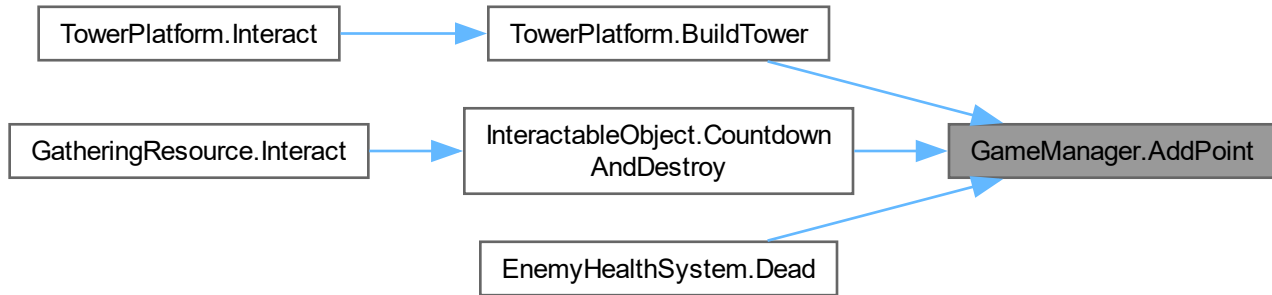 TowerPlatform.Interact
TowerPlatform.BuildTower
GatheringResource.Interact
InteractableObject.Countdown
AndDestroy
GameManager.AddPoint
EnemyHealthSystem.Dead